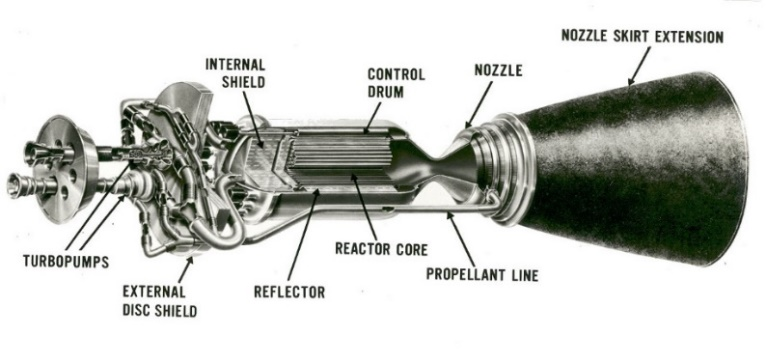 NOZZLE SKIRT EXTENSION
INTERNAL
SHIELD
CONTROL
DRUM
NOZZLE
TURBOPUMPS
EXTERNAL
DISC SHIELD
REFLECTOR
REACTOR CORE
PROPELLANT LINE